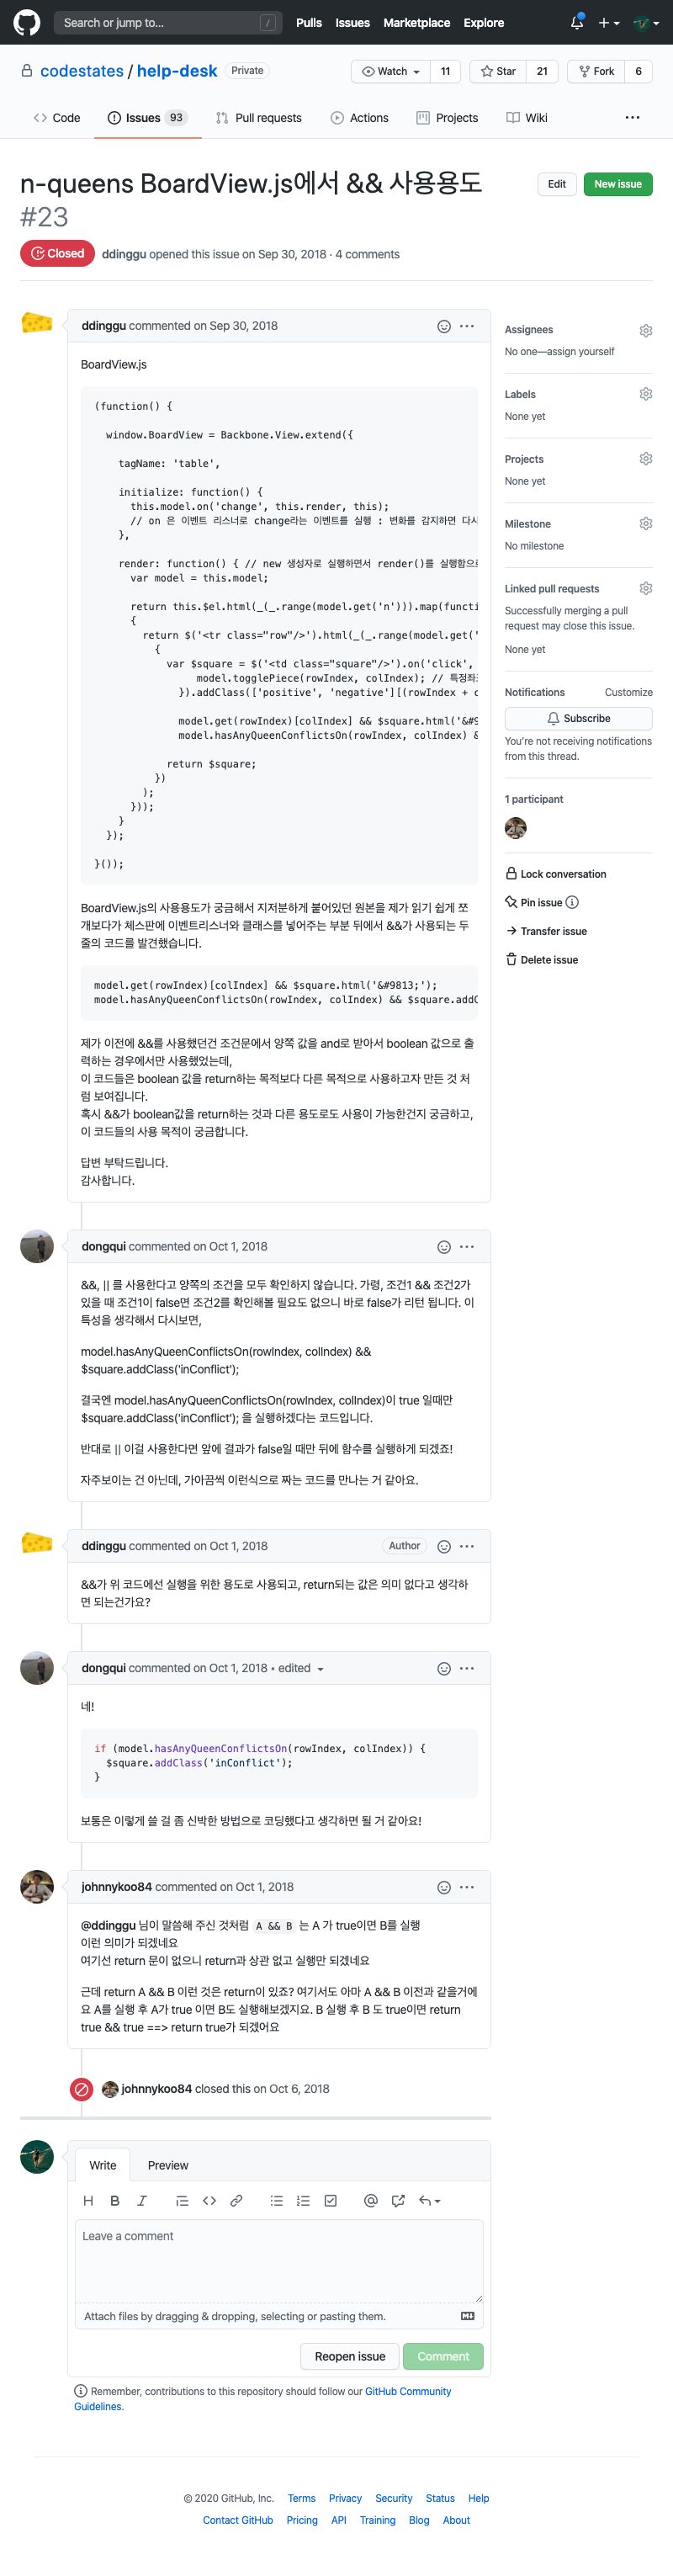 Search or jump to... /
Pulls Issues Marketplace Explore
codestates / help-desk Private
Watch 11 Star 21 Fork 6
Code Issues 93 Pull requests Actions Projects Wiki
n-queens BoardView.js에서 && 사용용도
#23
Edit New issue
Closed ddinggu opened this issue on Sep 30, 2018 · 4 comments
ddinggu commented on Sep 30, 2018
BoardView.js
(function() {
window.BoardView = Backbone.View.extend({
tagName: 'table',
initialize: function() {
this.model.on('change', this.render, this);
// on 은 이벤트 리스너로 change라는 이벤트를 실행 : 변화를 감지하면 다시
},
render: function() { // new 생성자로 실행하면서 render()를 실행함으로
var model = this.model;
return this.$el.html(_(_.range(model.get('n'))).map(functi
{
return $('<tr class="row"/>').html(_(_.range(model.get('
{
var $square = $('<td class="square"/>').on('click',
model.togglePiece(rowIndex, colIndex); // 특정좌표
}).addClass(['positive', 'negative'][(rowIndex + c
model.get(rowIndex)[colIndex] && $square.html('&#9
model.hasAnyQueenConflictsOn(rowIndex, colIndex) &
return $square;
})
);
}));
}
});
}());
BoardView.js의 사용용도가 궁금해서 지저분하게 붙어있던 원본을 제가 읽기 쉽게 쪼
개보다가 체스판에 이벤트리스너와 클래스를 넣어주는 부분 뒤에서 &&가 사용되는 두
줄의 코드를 발견했습니다.
model.get(rowIndex)[colIndex] && $square.html('&#9813;');
model.hasAnyQueenConflictsOn(rowIndex, colIndex) && $square.addC
제가 이전에 &&를 사용했던건 조건문에서 양쪽 값을 and로 받아서 boolean 값으로 출
력하는 경우에서만 사용했었는데,
이 코드들은 boolean 값을 return하는 목적보다 다른 목적으로 사용하고자 만든 것 처
럼 보여집니다.
혹시 &&가 boolean값을 return하는 것과 다른 용도로도 사용이 가능한건지 궁금하고,
이 코드들의 사용 목적이 궁금합니다.
답변 부탁드립니다.
감사합니다.
Assignees
No one—assign yourself
Labels
None yet
Projects
None yet
Milestone
No milestone
Linked pull requests
Successfully merging a pull
request may close this issue.
None yet
Notifications Customize
Subscribe
You're not receiving notifications
from this thread.
1 participant
Lock conversation
Pin issue
Transfer issue
Delete issue
dongqui commented on Oct 1, 2018
&&, || 를 사용한다고 양쪽의 조건을 모두 확인하지 않습니다. 가령, 조건1 && 조건2가
있을 때 조건1이 false면 조건2를 확인해볼 필요도 없으니 바로 false가 리턴 됩니다. 이
특성을 생각해서 다시보면,
model.hasAnyQueenConflictsOn(rowIndex, colIndex) &&
$square.addClass('inConflict');
결국엔 model.hasAnyQueenConflictsOn(rowIndex, colIndex)이 true 일때만
$square.addClass('inConflict'); 을 실행하겠다는 코드입니다.
반대로 || 이걸 사용한다면 앞에 결과가 false일 때만 뒤에 함수를 실행하게 되겠죠!
자주보이는 건 아닌데, 가아끔씩 이런식으로 짜는 코드를 만나는 거 같아요.
ddinggu commented on Oct 1, 2018 Author
&&가 위 코드에선 실행을 위한 용도로 사용되고, return되는 값은 의미 없다고 생각하
면 되는건가요?
dongqui commented on Oct 1, 2018 • edited
네!
if (model.hasAnyQueenConflictsOn(rowIndex, colIndex)) {
$square.addClass('inConflict');
}
보통은 이렇게 쓸 걸 좀 신박한 방법으로 코딩했다고 생각하면 될 거 같아요!
johnnykoo84 commented on Oct 1, 2018
@ddinggu 님이 말씀해 주신 것처럼 A && B 는 A 가 true이면 B를 실행
이런 의미가 되겠네요
여기선 return 문이 없으니 return과 상관 없고 실행만 되겠네요
근데 return A && B 이런 것은 return이 있죠? 여기서도 아마 A && B 이전과 같을거에
요 A를 실행 후 A가 true 이면 B도 실행해보겠지요. B 실행 후 B 도 true이면 return
true && true ==> return true가 되겠어요
johnnykoo84 closed this on Oct 6, 2018
Write Preview
Leave a comment
Attach files by dragging & dropping, selecting or pasting them.
Reopen issue Comment
Remember, contributions to this repository should follow our GitHub Community
Guidelines.
© 2020 GitHub, Inc. Terms Privacy Security Status Help
Contact GitHub Pricing API Training Blog About